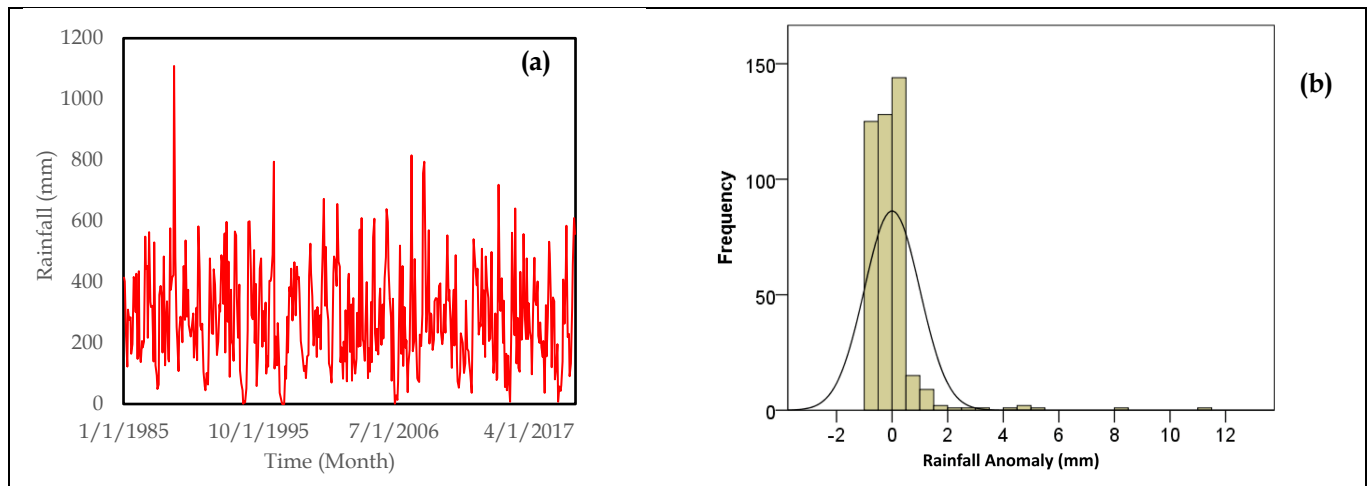 (a)
Rainfall (mm)
1200
1000
800
600
400
200
0
1/1/1985 10/1/1995 7/1/2006 4/1/2017
Time (Month)
(b)
Frequency
150
100
50
0
-2 0 2 4 6 8 10 12
Rainfall Anomaly (mm)